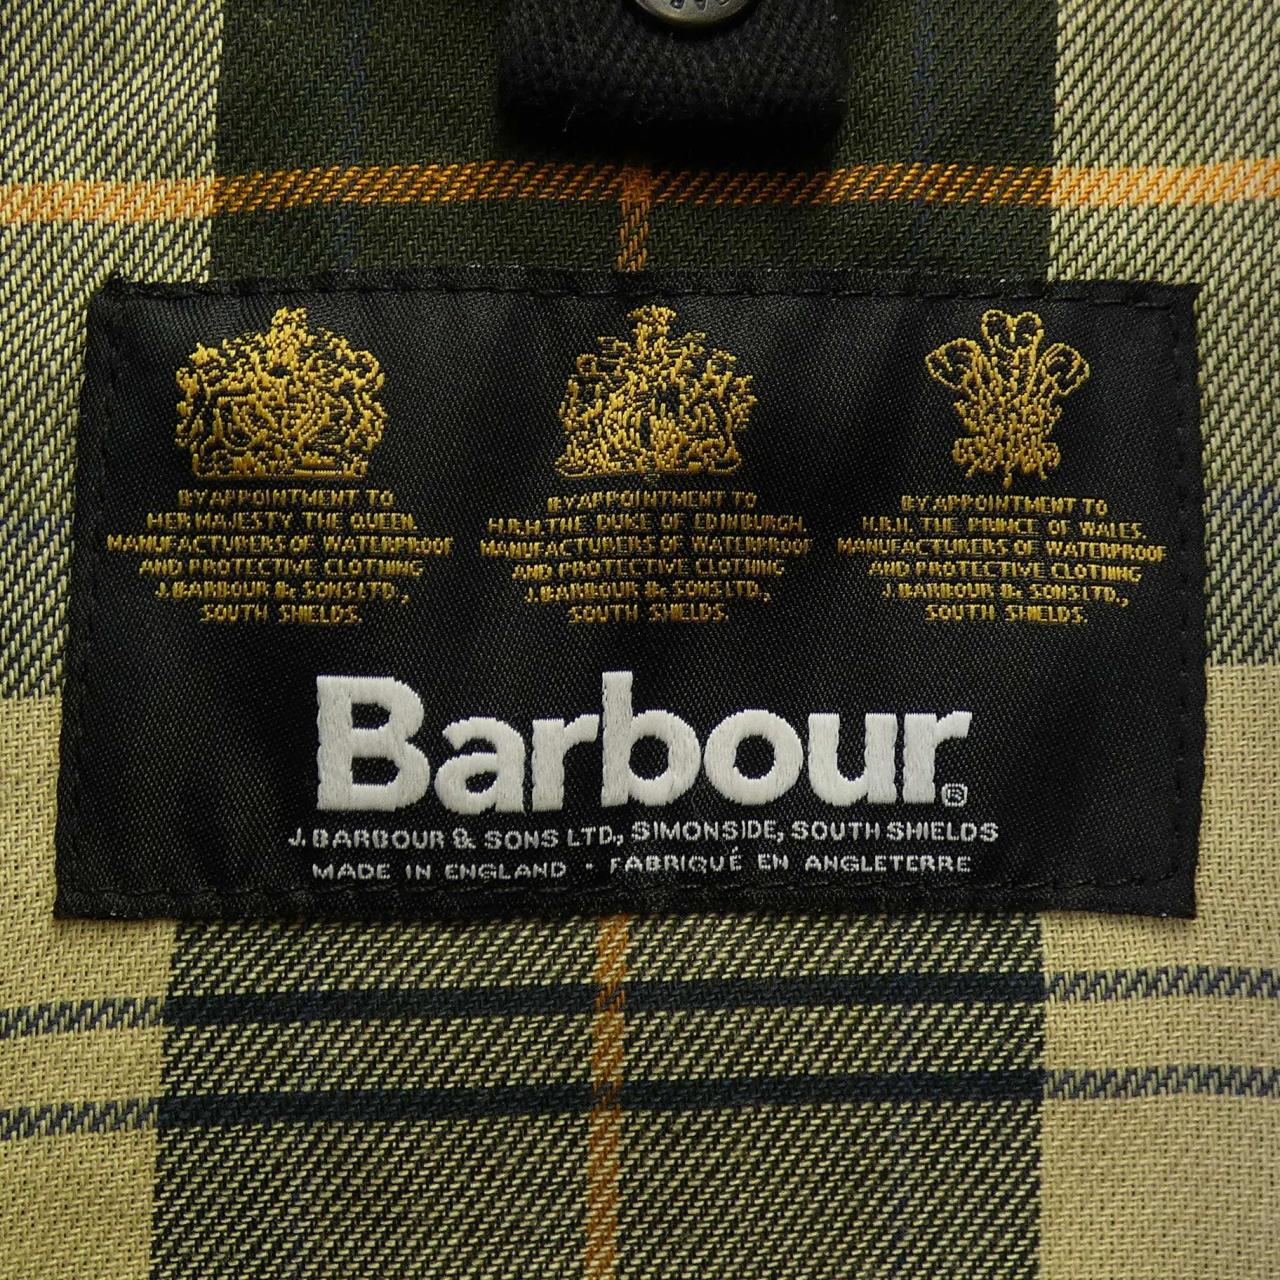 BY APPOINTMENT TO
HER MAJESTY THE QUEEN.
MANUFACTURERS OF WATERPROOF
AND PROTECTIVE CLOTHING
J. BARBOUR & SONS LTD.,
SOUTH SHIELDS.
BY APPOINTMENT TO
H.R.H. THE DUKE OF EDINBURGH.
MANUFACTURERS OF WATERPROOF
AND PROTECTIVE CLOTHING
J. BARBOUR & SONS LTD.,
SOUTH SHIELDS.
BY APPOINTMENT TO
H.R.H. THE PRINCE OF WALES.
MANUFACTURERS OF WATERPROOF
AND PROTECTIVE CLOTHING
J. BARBOUR & SONS LTD.,
SOUTH SHIELDS.
Barbour®
J. BARBOUR & SONS LTD., SIMONSIDE, SOUTH SHIELDS
MADE IN ENGLAND · FABRIQUÉ EN ANGLETERRE